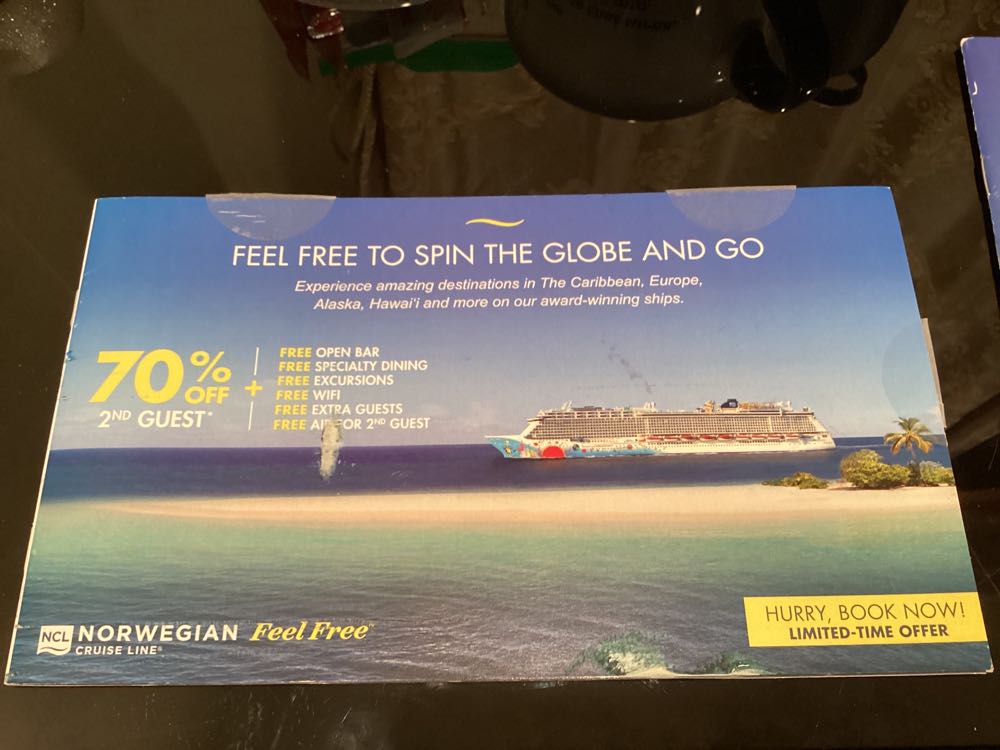 FEEL FREE TO SPIN THE GLOBE AND GO
Experience amazing destinations in The Caribbean, Europe,
Alaska, Hawai'i and more on our award-winning ships.
70% OFF
2ND GUEST*
+
FREE OPEN BAR
FREE SPECIALTY DINING
FREE EXCURSIONS
FREE WIFI
FREE EXTRA GUESTS
FREE AIR FOR 2ND GUEST
NCL NORWEGIAN
CRUISE LINE®
Feel Free™
HURRY, BOOK NOW!
LIMITED-TIME OFFER